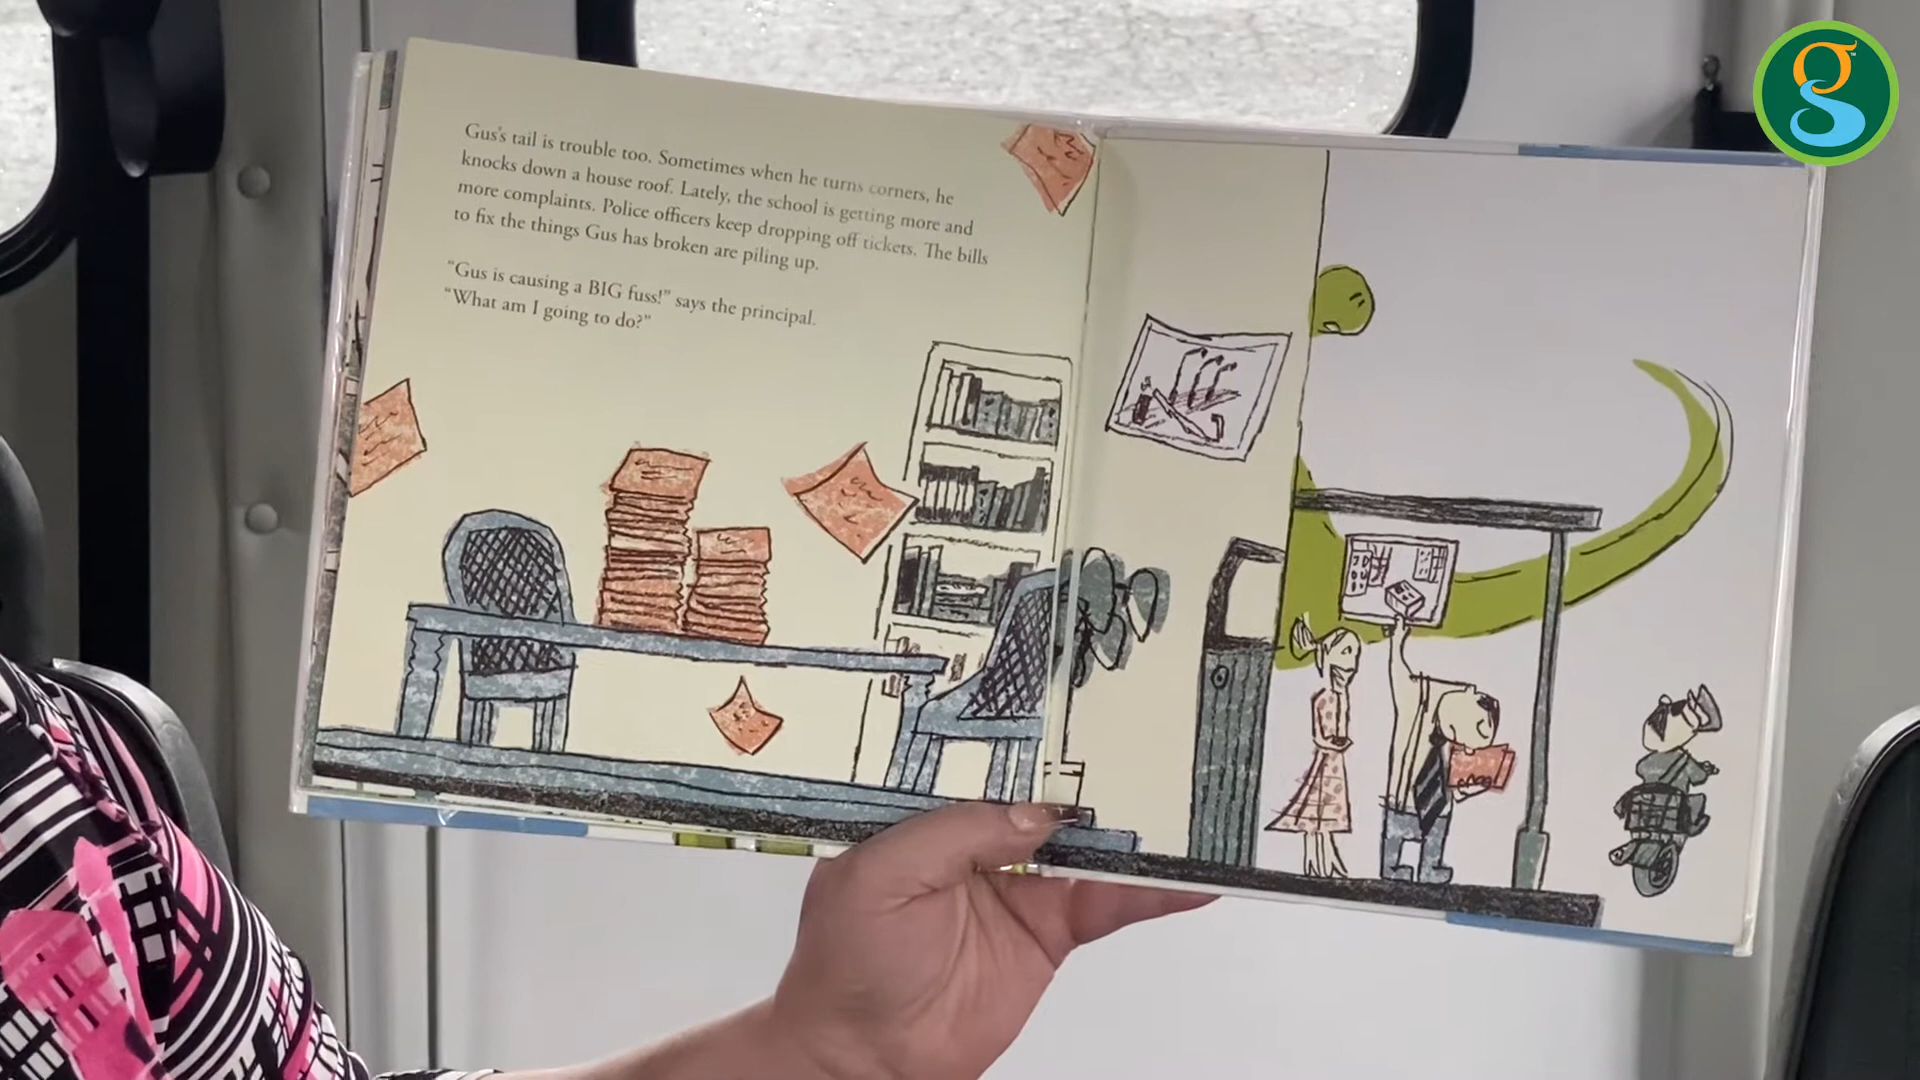 Gus's tail is trouble too. Sometimes when he turns corners, he
knocks down a house roof. Lately, the school is getting more and
more complaints. Police officers keep dropping off tickets. The bills
to fix the things Gus has broken are piling up.
"Gus is causing a BIG fuss!" says the principal.
"What am I going to do?"
g